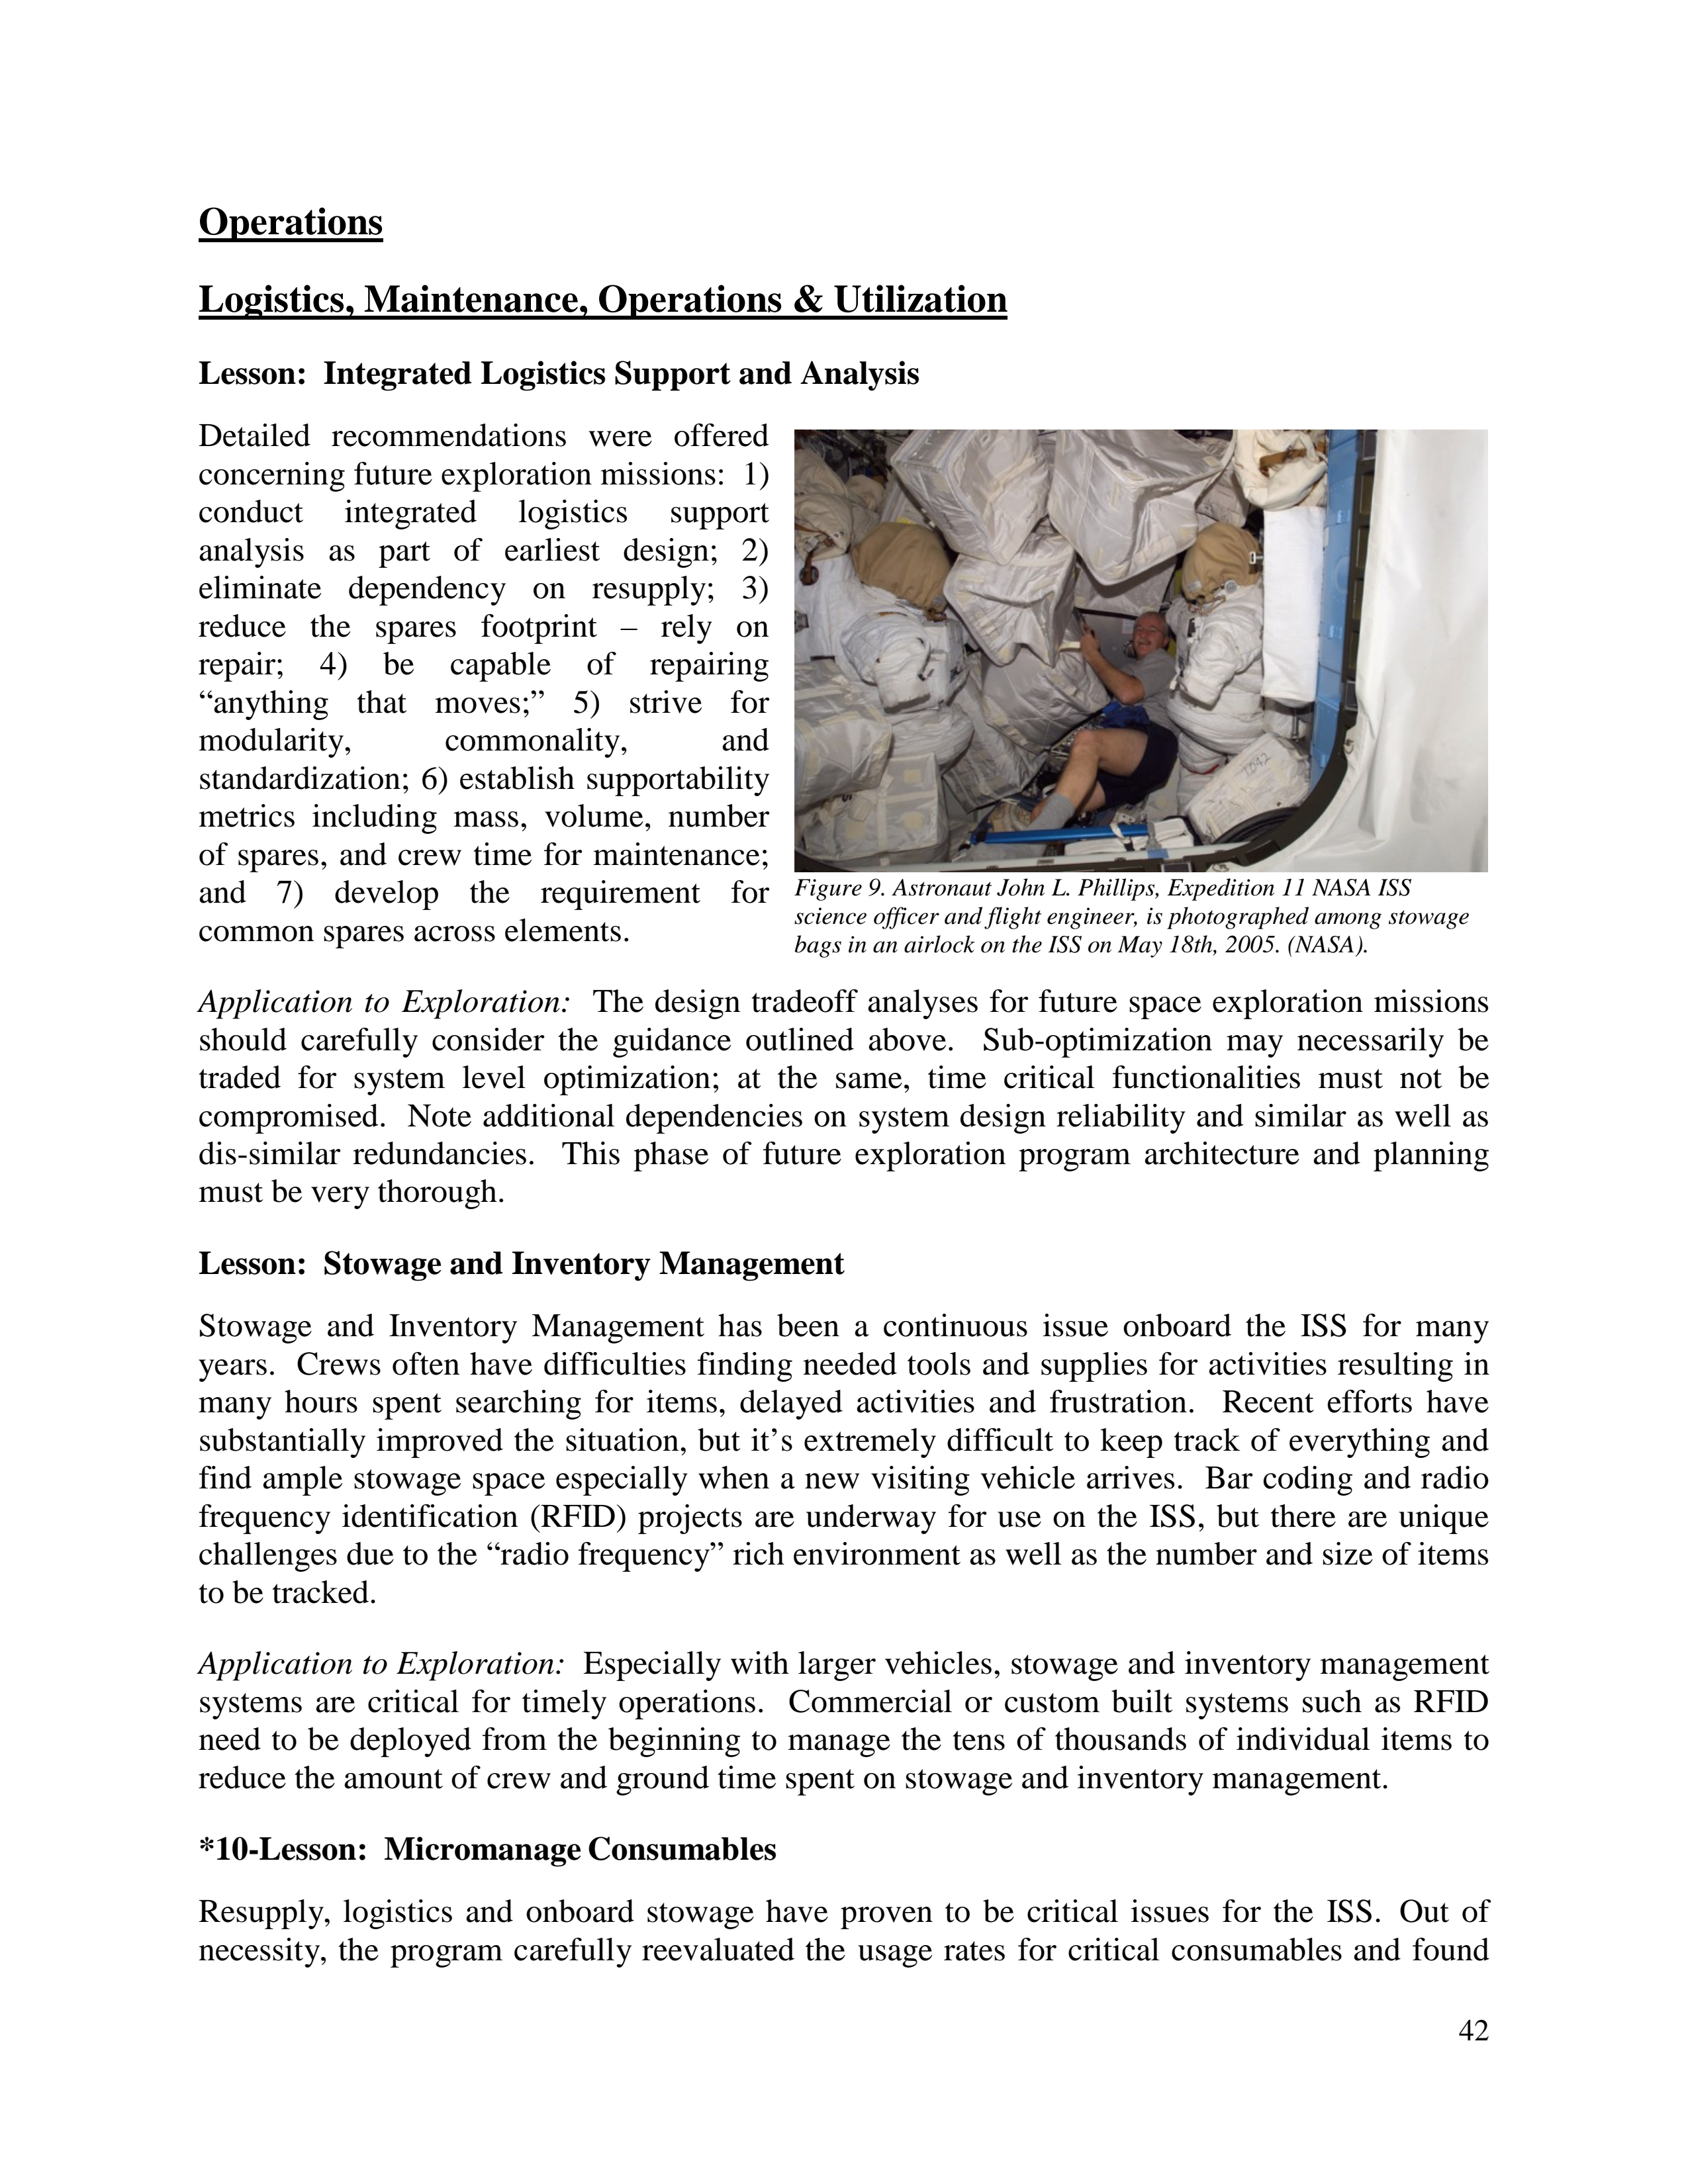 Operations
Logistics, Maintenance, Operations & Utilization
Lesson:  Integrated Logistics Support and Analysis
Detailed recommendations were offered
concerning future exploration missions:  1)
conduct integrated logistics support
analysis as part of earliest design; 2)
eliminate dependency on resupply; 3)
reduce the spares footprint – rely on
repair; 4) be capable of repairing
“anything that moves;” 5) strive for
modularity, commonality, and
standardization; 6) establish supportability
metrics including mass, volume, number
of spares, and crew time for maintenance;
and 7) develop the requirement for
common spares across elements.
1042
Figure 9. Astronaut John L. Phillips, Expedition 11 NASA ISS
science officer and flight engineer, is photographed among stowage
bags in an airlock on the ISS on May 18th, 2005. (NASA).
Application to Exploration:  The design tradeoff analyses for future space exploration missions
should carefully consider the guidance outlined above.  Sub-optimization may necessarily be
traded for system level optimization; at the same, time critical functionalities must not be
compromised.  Note additional dependencies on system design reliability and similar as well as
dis-similar redundancies.  This phase of future exploration program architecture and planning
must be very thorough.
Lesson:  Stowage and Inventory Management
Stowage and Inventory Management has been a continuous issue onboard the ISS for many
years.  Crews often have difficulties finding needed tools and supplies for activities resulting in
many hours spent searching for items, delayed activities and frustration.  Recent efforts have
substantially improved the situation, but it’s extremely difficult to keep track of everything and
find ample stowage space especially when a new visiting vehicle arrives.  Bar coding and radio
frequency identification (RFID) projects are underway for use on the ISS, but there are unique
challenges due to the “radio frequency” rich environment as well as the number and size of items
to be tracked.
Application to Exploration:  Especially with larger vehicles, stowage and inventory management
systems are critical for timely operations.  Commercial or custom built systems such as RFID
need to be deployed from the beginning to manage the tens of thousands of individual items to
reduce the amount of crew and ground time spent on stowage and inventory management.
*10-Lesson:  Micromanage Consumables
Resupply, logistics and onboard stowage have proven to be critical issues for the ISS.  Out of
necessity, the program carefully reevaluated the usage rates for critical consumables and found
42